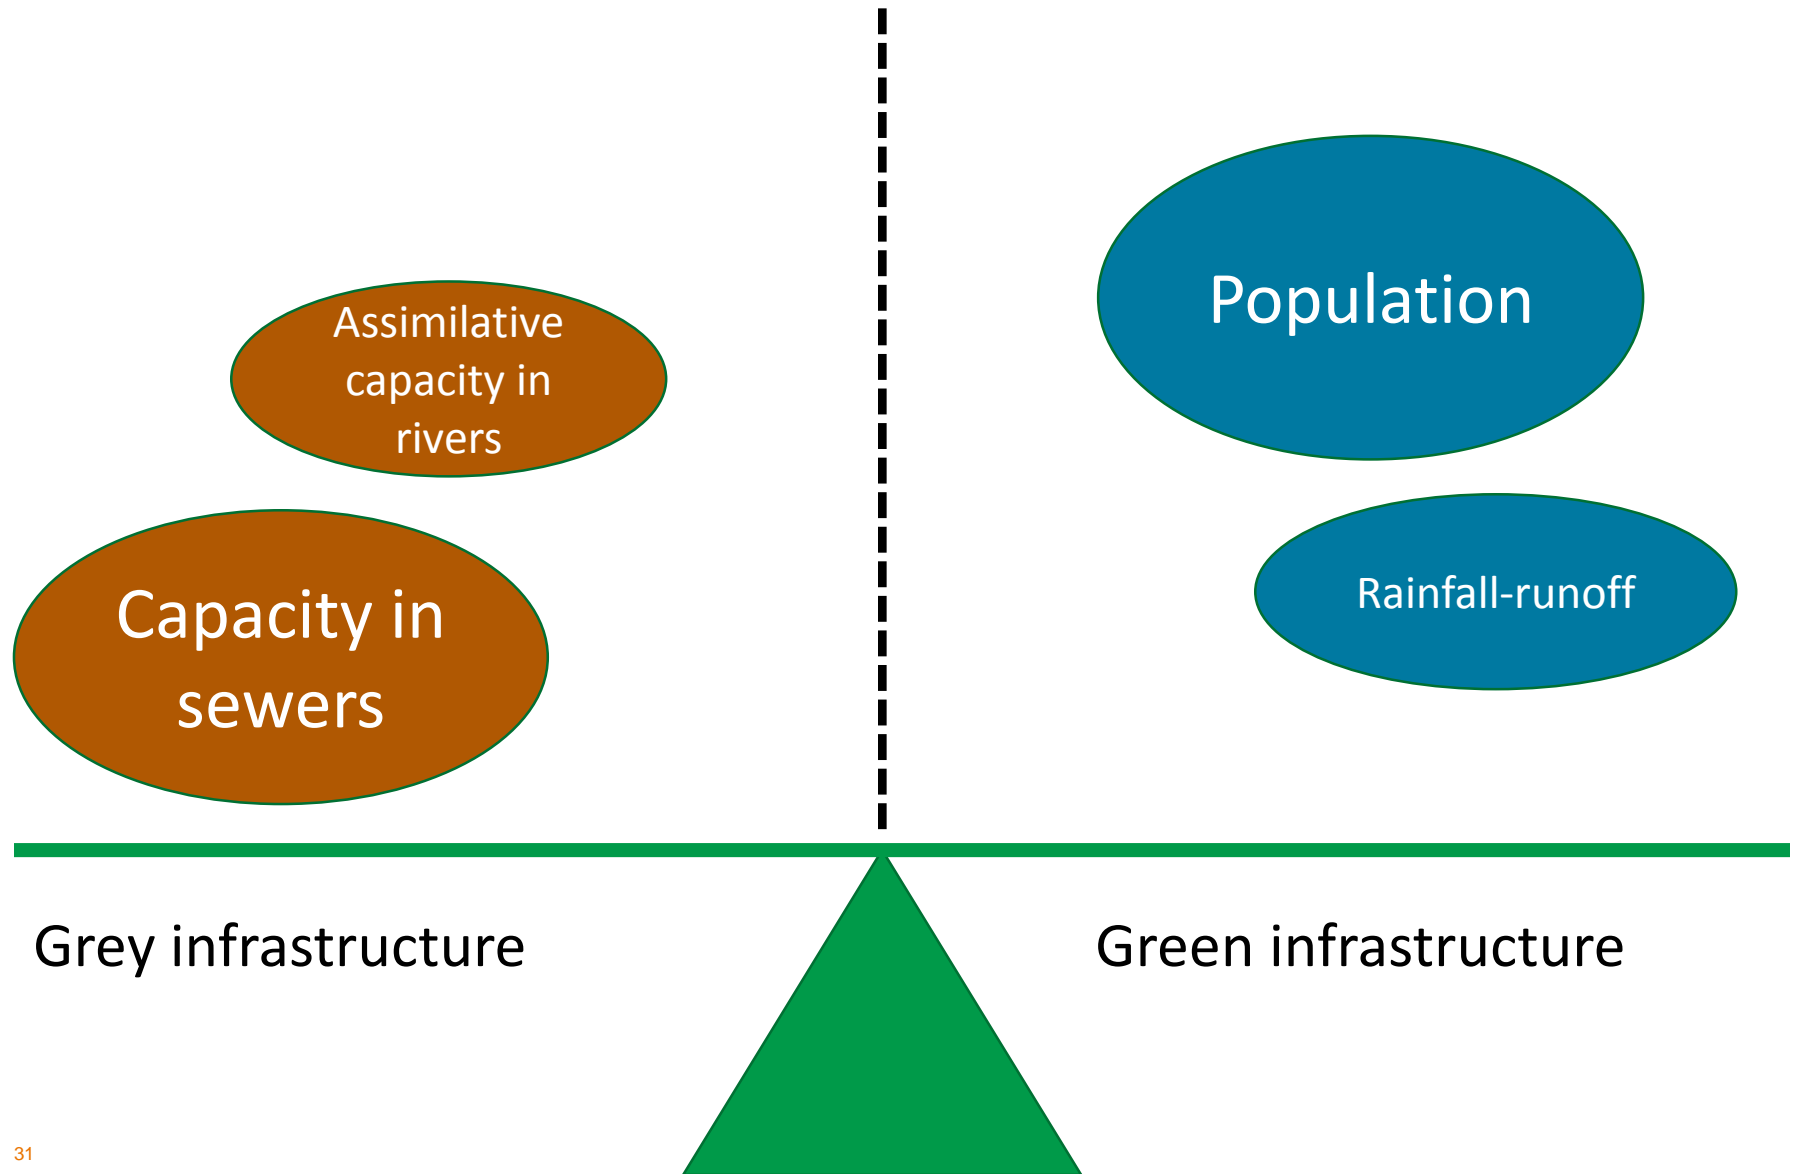 Assimilative
capacity in
rivers
Capacity in
sewers
Population
Rainfall-runoff
Grey infrastructure
Green infrastructure
31